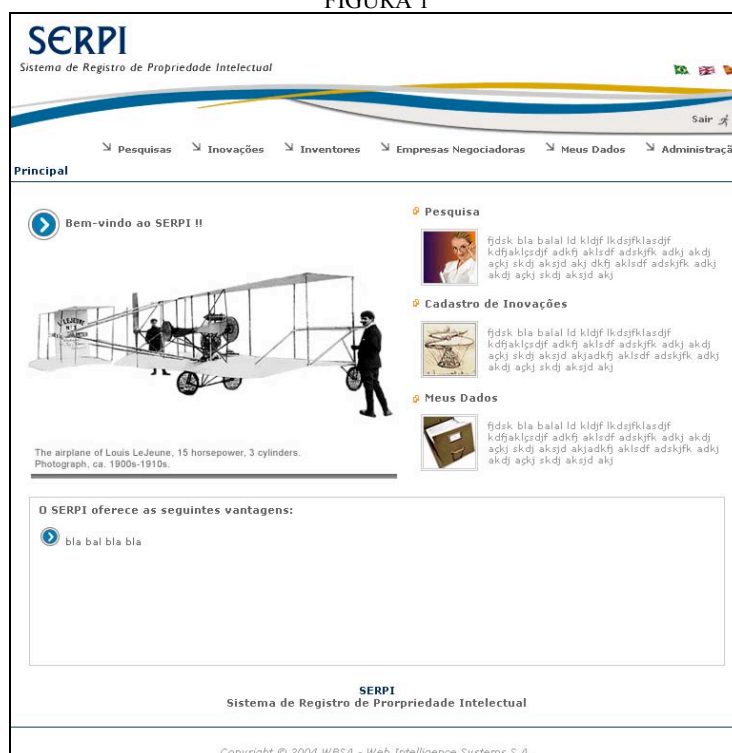 FIGURA 1
SERPI
Sistema de Registro de Propriedade Intelectual
Sair
Pesquisas Inovações Inventores Empresas Negociadoras Meus Dados Administraçã
Principal
Bem-vindo ao SERPI !!
The airplane of Louis LeJeune, 15 horsepower, 3 cylinders.
Photograph, ca. 1900s-1910s.
Pesquisa
fjdsk bla balal ld kldjf lkdsjfklasdjf
kdfjaklçsdjf adkfj aklsdf adskjfk adkj akdj
açkj skdj aksjd akj dkfj aklsdf adskjfk adkj
akdj açkj skdj aksjd akj
Cadastro de Inovações
fjdsk bla balal ld kldjf lkdsjfklasdjf
kdfjaklçsdjf adkfj aklsdf adskjfk adkj akdj
açkj skdj aksjd akjadkfj aklsdf adskjfk adkj
akdj açkj skdj aksjd akj
Meus Dados
fjdsk bla balal ld kldjf lkdsjfklasdjf
kdfjaklçsdjf adkfj aklsdf adskjfk adkj akdj
açkj skdj aksjd akjadkfj aklsdf adskjfk adkj
akdj açkj skdj aksjd akj
O SERPI oferece as seguintes vantagens:
bla bal bla bla
SERPI
Sistema de Registro de Prorpriedade Intelectual
Copyright © 2004 WBSA - Web Intelligence Systems S.A.